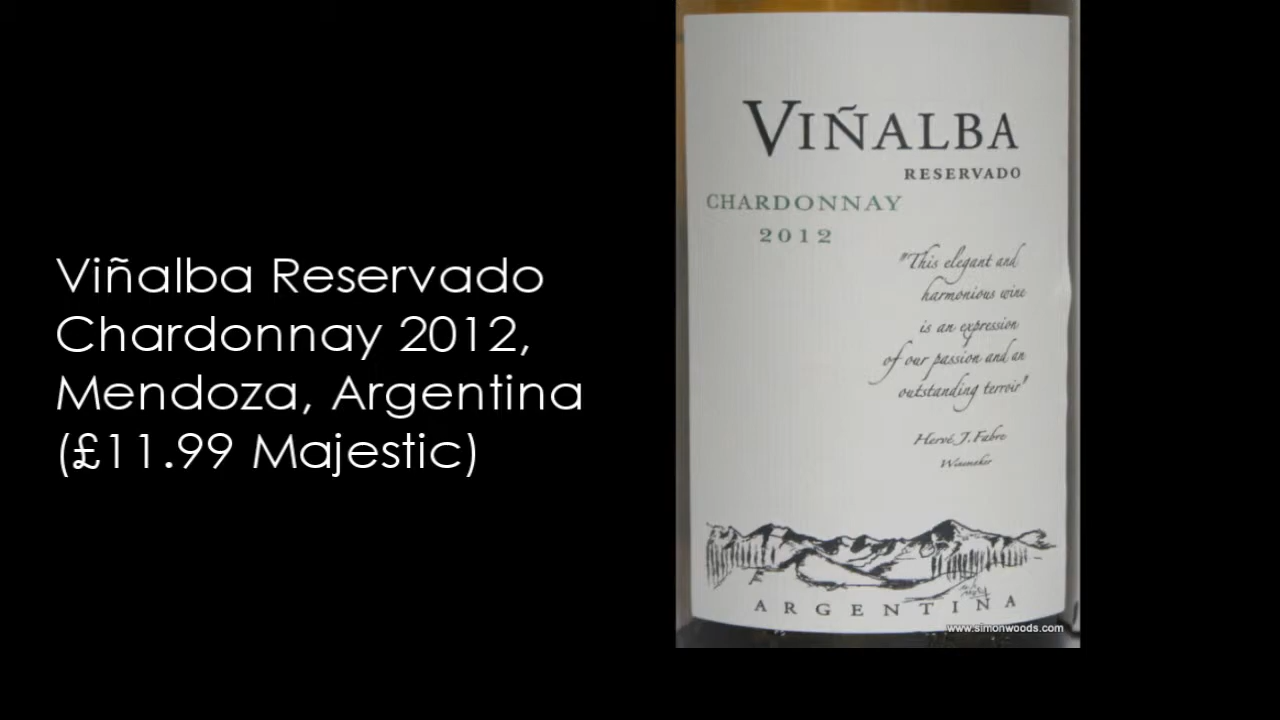 Viñalba Reservado
Chardonnay 2012,
Mendoza, Argentina
(£11.99 Majestic)
VIÑALBA
RESERVADO
CHARDONNAY
2012
"This elegant and
harmonious wine
is an expression
of our passion and an
outstanding terroir"
Hervé J. Fabre
Winemaker
ARGENTINA
www.simonwoods.com